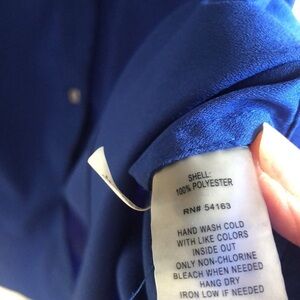 SHELL:
100% POLYESTER
RN# 54163
HAND WASH COLD
WITH LIKE COLORS
INSIDE OUT
ONLY NON-CHLORINE
BLEACH WHEN NEEDED
HANG DRY
IRON LOW IF NEEDED